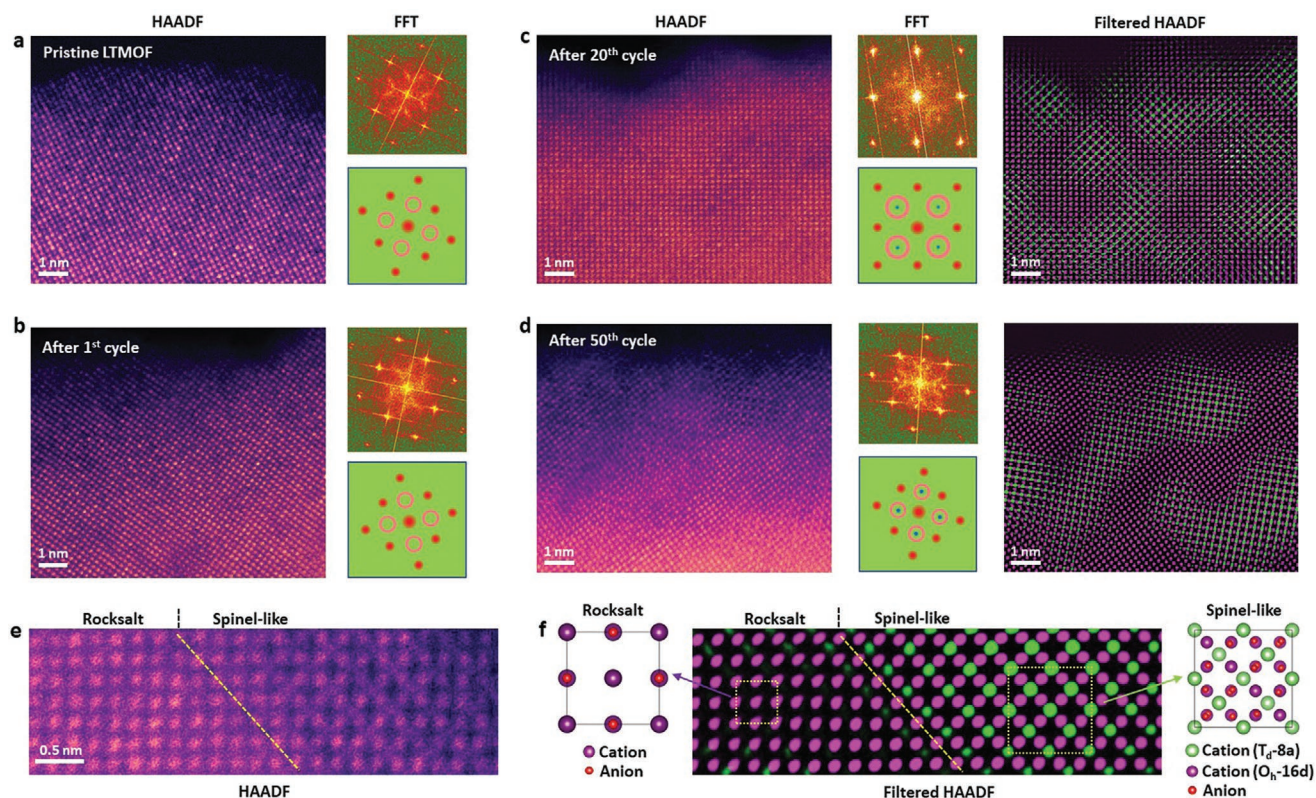 HAADF FFT HAADF FFT Filtered HAADF
a Pristine LTMOF
1 nm
c After 20th cycle
1 nm
1 nm
b After 1st cycle
1 nm
d After 50th cycle
1 nm
1 nm
e Rocksalt Spinel-like
0.5 nm
HAADF
f Rocksalt
Cation
Anion
Rocksalt Spinel-like
Filtered HAADF
Spinel-like
Cation (Td-8a)
Cation (Oh-16d)
Anion